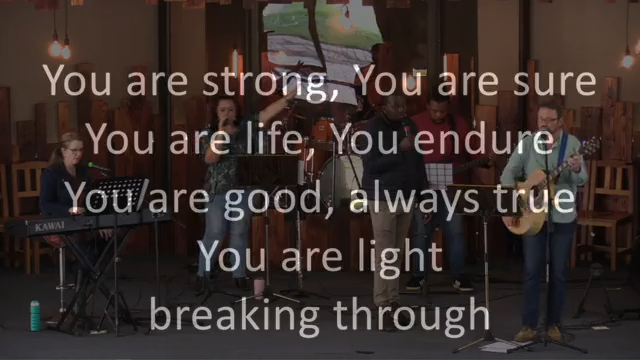 You are strong, You are sure
You are life, You endure
You are good, always true
You are light
breaking through
KAWAI